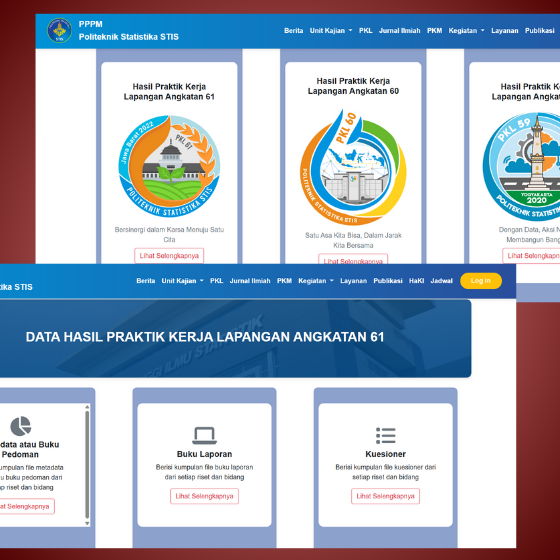 PPPM
Politeknik Statistika STIS
Berita Unit Kajian PKL Jurnal Ilmiah PKM Kegiatan Layanan Publikasi
Hasil Praktik Kerja
Lapangan Angkatan 61
Jawa Barat 2022
PKL 61
POLITEKNIK STATISTIKA STIS
Bersinergi dalam Karsa Menuju Satu
Cita
Lihat Selengkapnya
Hasil Praktik Kerja
Lapangan Angkatan 60
PKL 60
POLITEKNIK STATISTIKA STIS
Satu Asa Kita Bisa, Dalam Jarak
Kita Bersama
Lihat Selengkapnya
Hasil Praktik K
Lapangan Angkat
PKL 59
YOGYAKARTA
2020
POLITEKNIK STATIST
Dengan Data, Aksi N
Membangun Beng
Lihat Selengkapn
ika STIS
Berita Unit Kajian PKL Jurnal Ilmiah PKM Kegiatan Layanan Publikasi HaKI Jadwal Log in
DATA HASIL PRAKTIK KERJA LAPANGAN ANGKATAN 61
data atau Buku
Pedoman
umpulan file metadata
u buku pedoman dari
ap riset dan bidang
at Selengkapnya
Buku Laporan
Berisi kumpulan file buku laporan
dari setiap riset dan bidang
Lihat Selengkapnya
Kuesioner
Berisi kumpulan file kuesioner dari
setiap riset dan bidang
Lihat Selengkapnya